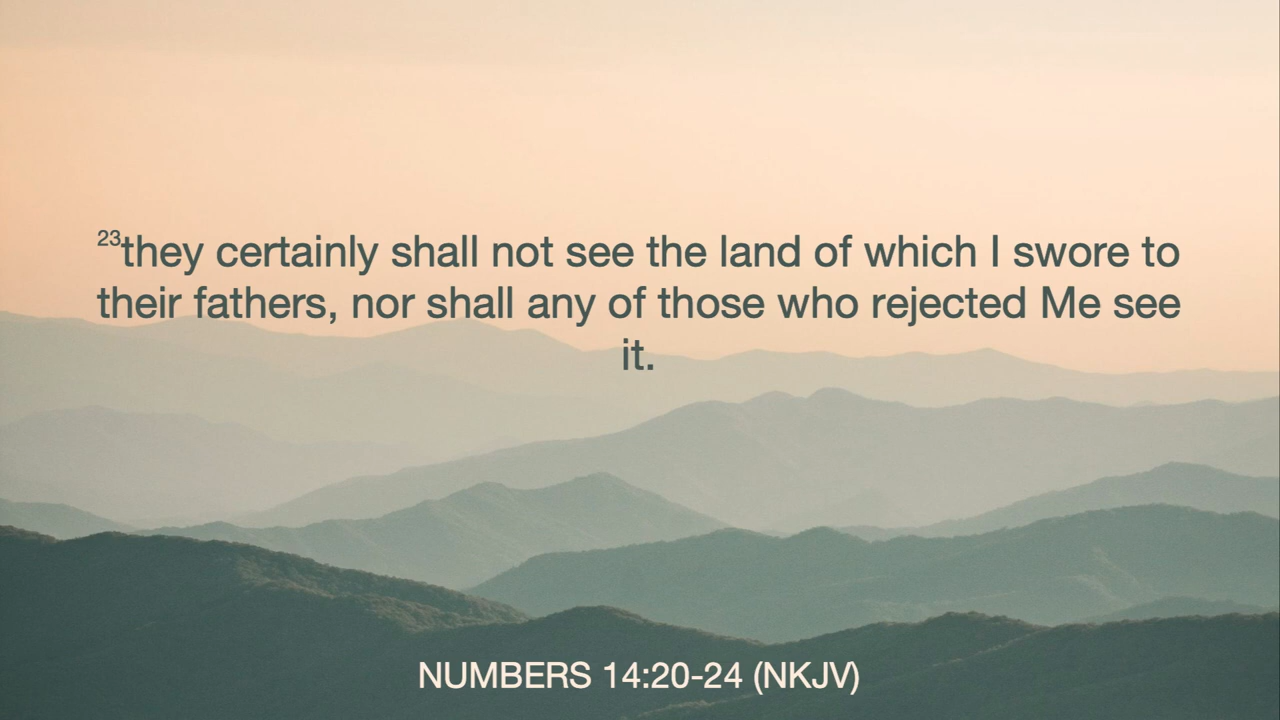 23they certainly shall not see the land of which I swore to
their fathers, nor shall any of those who rejected Me see
it.
NUMBERS 14:20-24 (NKJV)